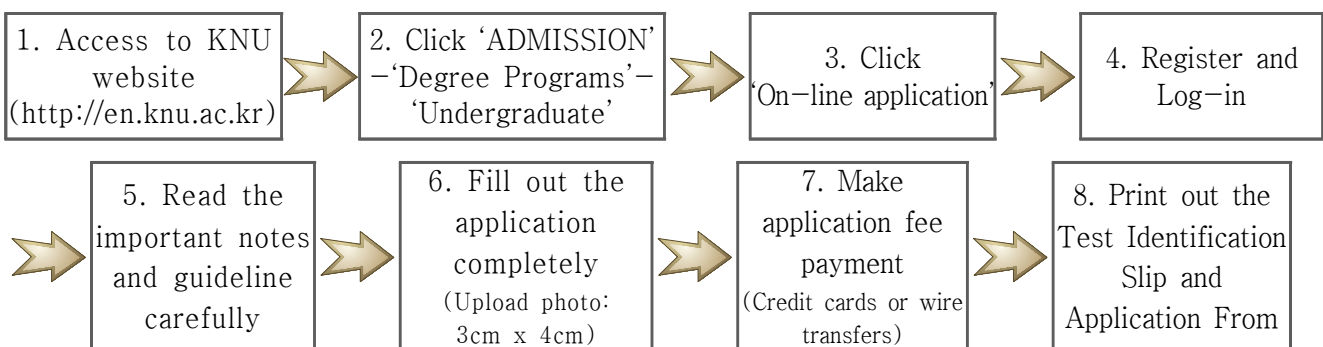 1. Access to KNU
website
(http://en.knu.ac.kr)
2. Click ‘ADMISSION’
-‘Degree Programs’-
‘Undergraduate’
3. Click
‘On-line application’
4. Register and
Log-in
5. Read the
important notes
and guideline
carefully
6. Fill out the
application
completely
(Upload photo:
3cm x 4cm)
7. Make
application fee
payment
(Credit cards or wire
transfers)
8. Print out the
Test Identification
Slip and
Application From